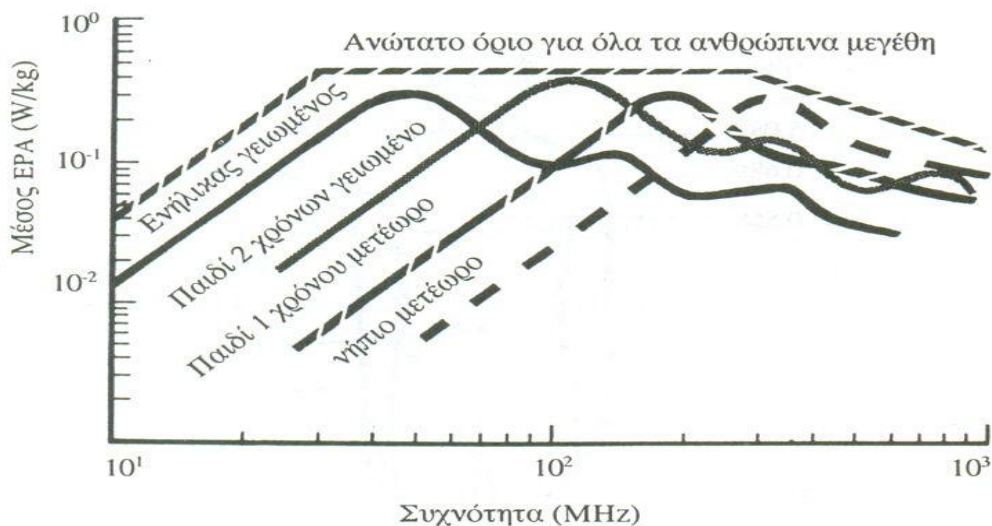 10⁰
Ανώτατο όριο για όλα τα ανθρώπινα μεγέθη
Μέσος ΕΡΑ (W/kg)
10⁻¹
10⁻²
Ενήλικας γειωμένος
Παιδί 2 χρόνων γειωμένο
Παιδί 1 χρόνου μετέωρο
νήπιο μετέωρο
10¹
10²
10³
Συχνότητα (MHz)